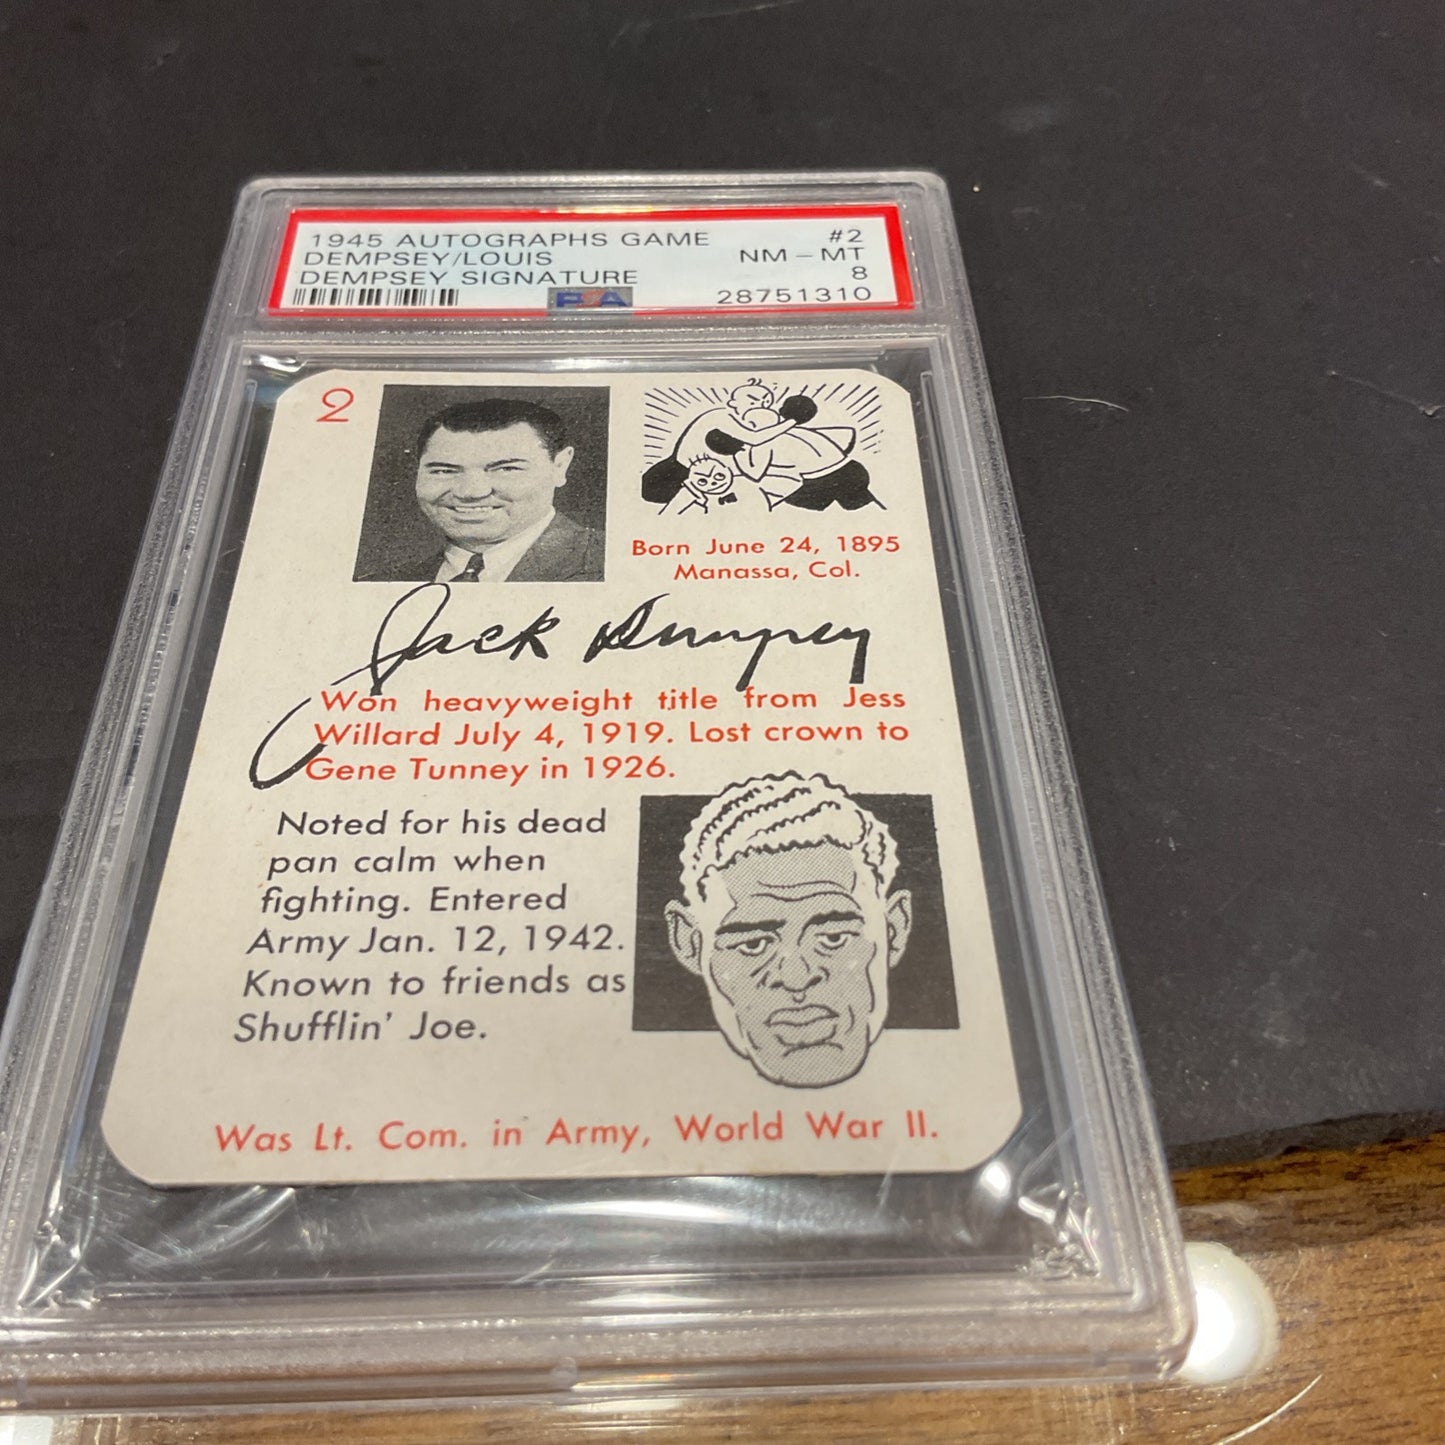 1945 AUTOGRAPHS GAME #2
DEMPSEY/LOUIS NM - MT
DEMPSEY SIGNATURE 8
PSA 28751310
2
Born June 24, 1895
Manassa, Col.
Jack Dempsey
Won heavyweight title from Jess
Willard July 4, 1919. Lost crown to
Gene Tunney in 1926.
Noted for his dead
pan calm when
fighting. Entered
Army Jan. 12, 1942.
Known to friends as
Shufflin' Joe.
Was Lt. Com. in Army, World War II.